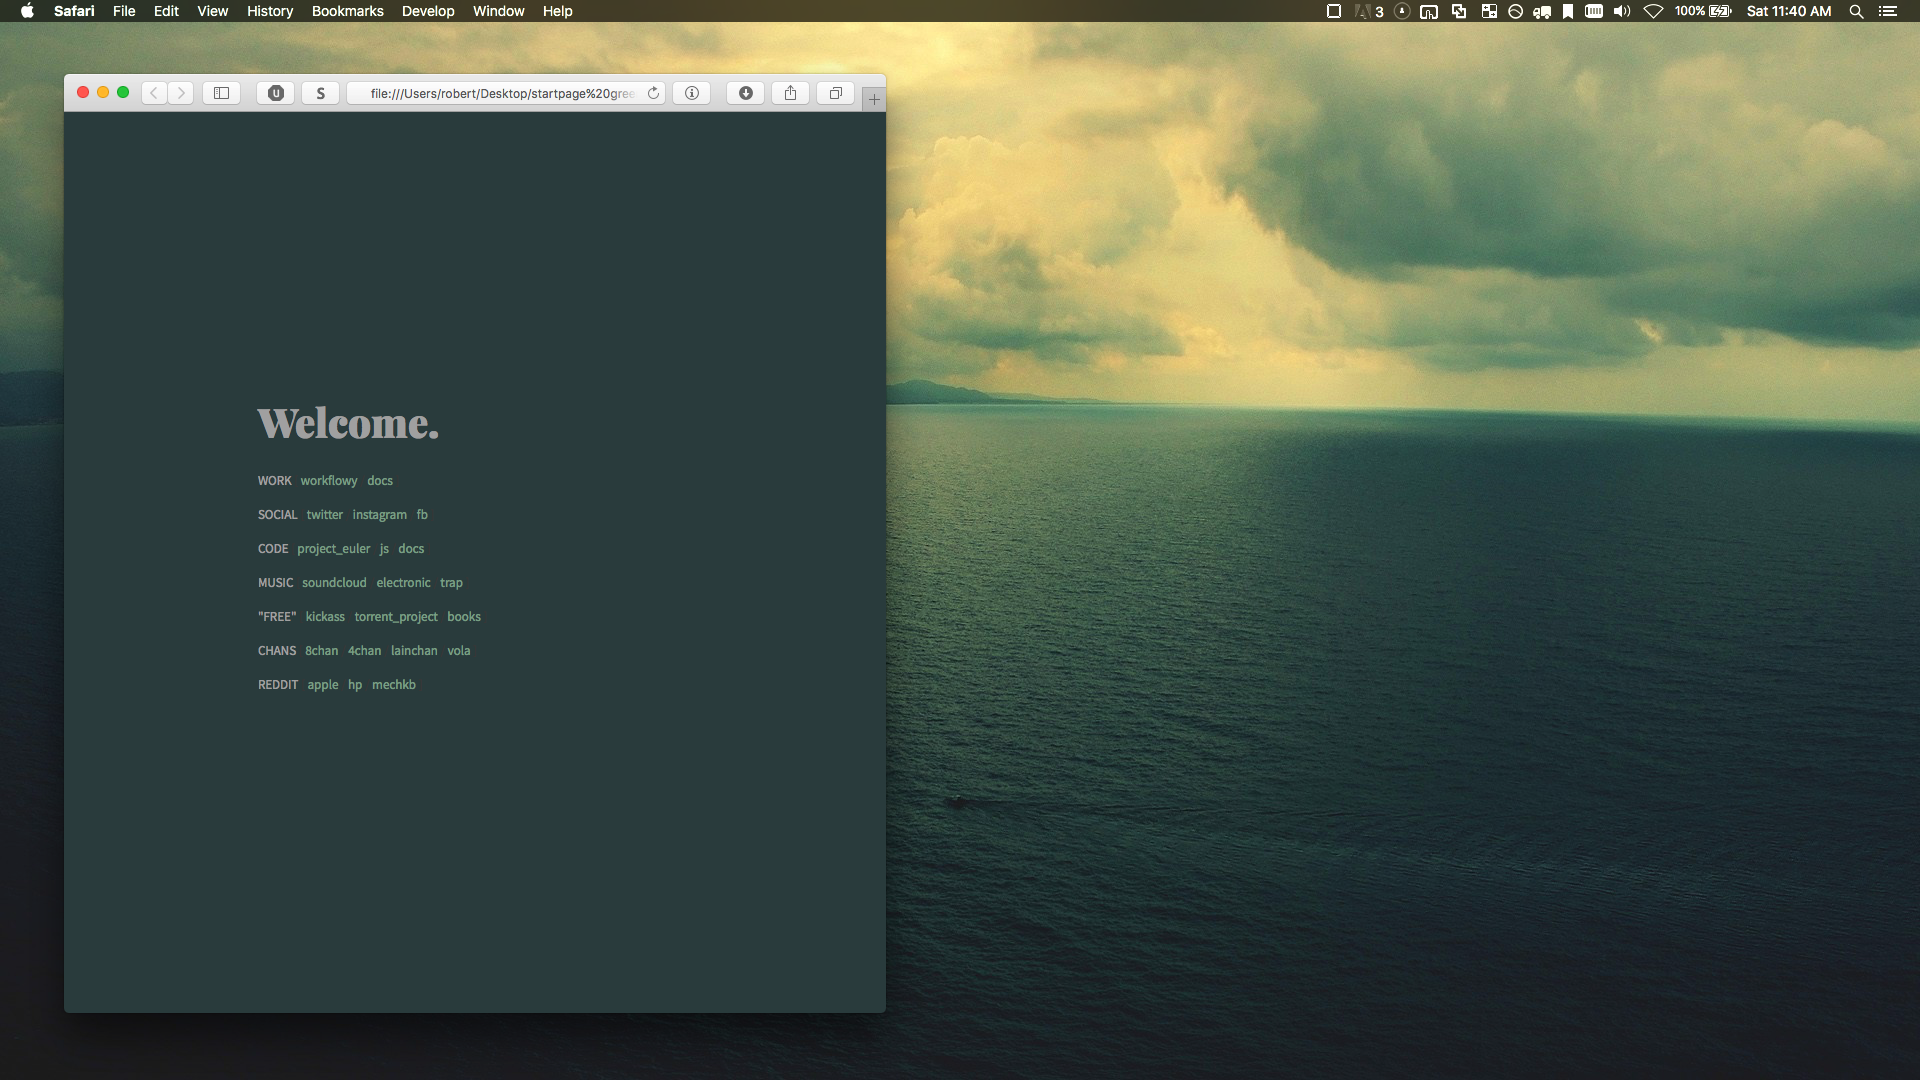 Safari File Edit View History Bookmarks Develop Window Help 3 100% Sat 11:40 AM
U S file:///Users/robert/Desktop/startpage%20gree
Welcome.
WORK workflowy docs
SOCIAL twitter instagram fb
CODE project_euler js docs
MUSIC soundcloud electronic trap
"FREE" kickass torrent_project books
CHANS 8chan 4chan lainchan vola
REDDIT apple hp mechkb